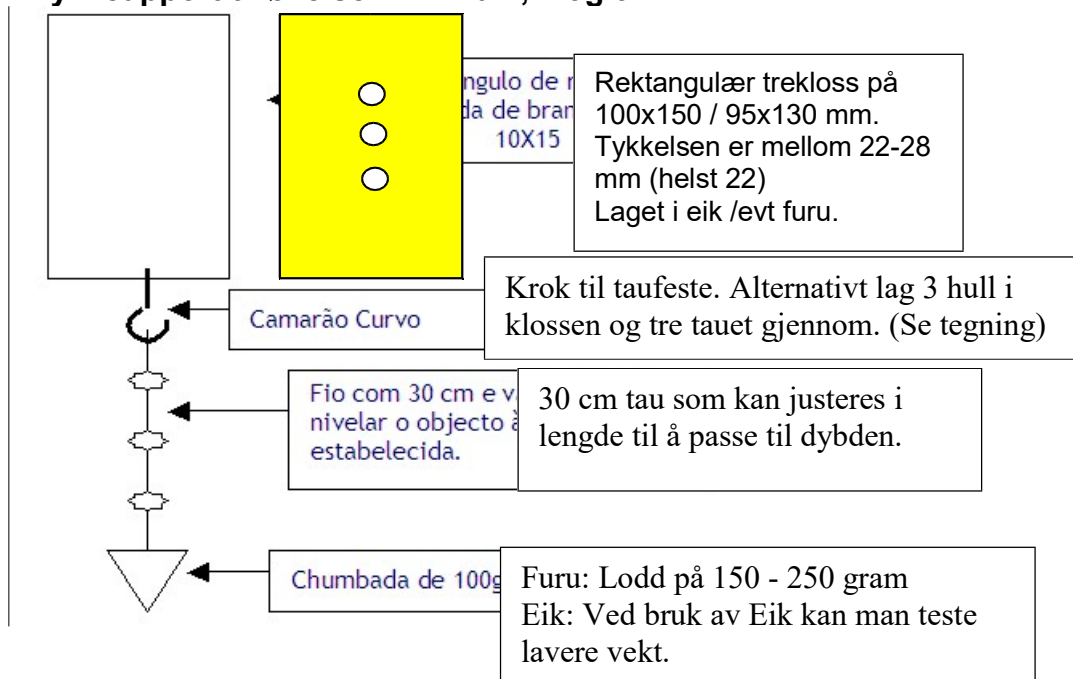 ngulo de
da de bran
10X15
Rektangulær trekloss på
100x150 / 95x130 mm.
Tykkelsen er mellom 22-28
mm (helst 22)
Laget i eik /evt furu.
Camarão Curvo
Krok til taufeste. Alternativt lag 3 hull i
klossen og tre tauet gjennom. (Se tegning)
Fio com 30 cm e
nivelar o objecto à
estabelecida.
30 cm tau som kan justeres i
lengde til å passe til dybden.
Chumbada de 100g
Furu: Lodd på 150 - 250 gram
Eik: Ved bruk av Eik kan man teste
lavere vekt.